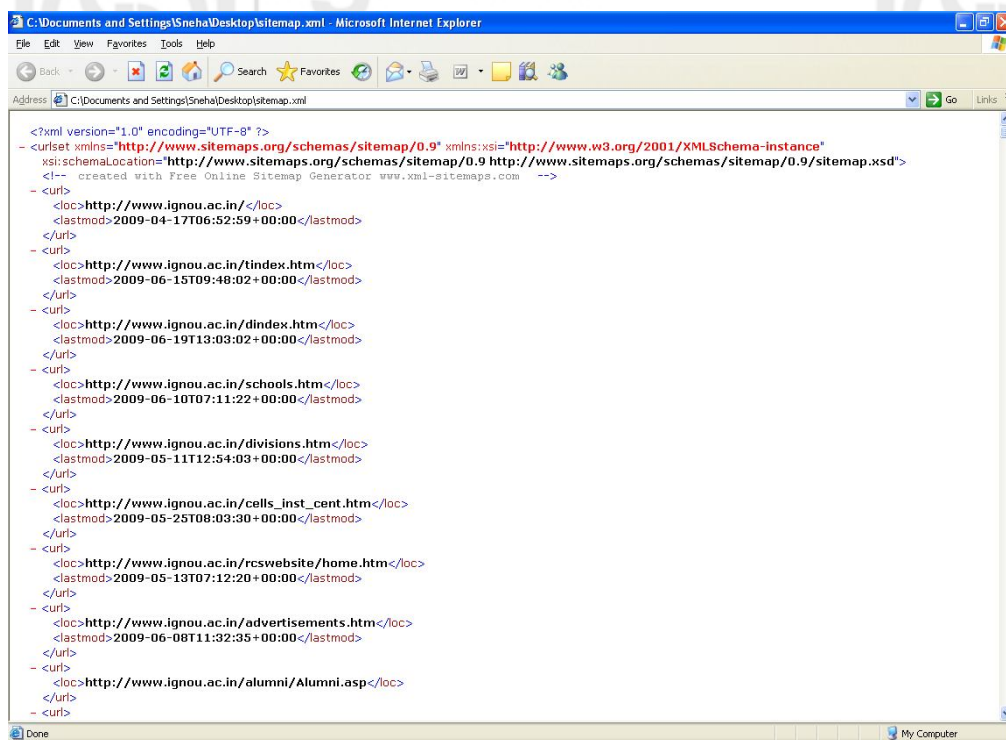 C:\Documents and Settings\Sneha\Desktop\sitemap.xml - Microsoft Internet Explorer
File Edit View Favorites Tools Help
Back Search Favorites
Address C:\Documents and Settings\Sneha\Desktop\sitemap.xml Go Links
<?xml version="1.0" encoding="UTF-8" ?>
- <urlset xmlns="http://www.sitemaps.org/schemas/sitemap/0.9" xmlns:xsi="http://www.w3.org/2001/XMLSchema-instance"
xsi:schemaLocation="http://www.sitemaps.org/schemas/sitemap/0.9 http://www.sitemaps.org/schemas/sitemap/0.9/sitemap.xsd">
<!-- created with Free Online Sitemap Generator www.xml-sitemaps.com -->
- <url>
<loc>http://www.ignou.ac.in/</loc>
<lastmod>2009-04-17T06:52:59+00:00</lastmod>
</url>
- <url>
<loc>http://www.ignou.ac.in/tindex.htm</loc>
<lastmod>2009-06-15T09:48:02+00:00</lastmod>
</url>
- <url>
<loc>http://www.ignou.ac.in/dindex.htm</loc>
<lastmod>2009-06-19T13:03:02+00:00</lastmod>
</url>
- <url>
<loc>http://www.ignou.ac.in/schools.htm</loc>
<lastmod>2009-06-10T07:11:22+00:00</lastmod>
</url>
- <url>
<loc>http://www.ignou.ac.in/divisions.htm</loc>
<lastmod>2009-05-11T12:54:03+00:00</lastmod>
</url>
- <url>
<loc>http://www.ignou.ac.in/cells_inst_cent.htm</loc>
<lastmod>2009-05-25T08:03:30+00:00</lastmod>
</url>
- <url>
<loc>http://www.ignou.ac.in/rcswebsite/home.htm</loc>
<lastmod>2009-05-13T07:12:20+00:00</lastmod>
</url>
- <url>
<loc>http://www.ignou.ac.in/advertisements.htm</loc>
<lastmod>2009-06-08T11:32:35+00:00</lastmod>
</url>
- <url>
<loc>http://www.ignou.ac.in/alumni/Alumni.asp</loc>
</url>
- <url>
Done My Computer